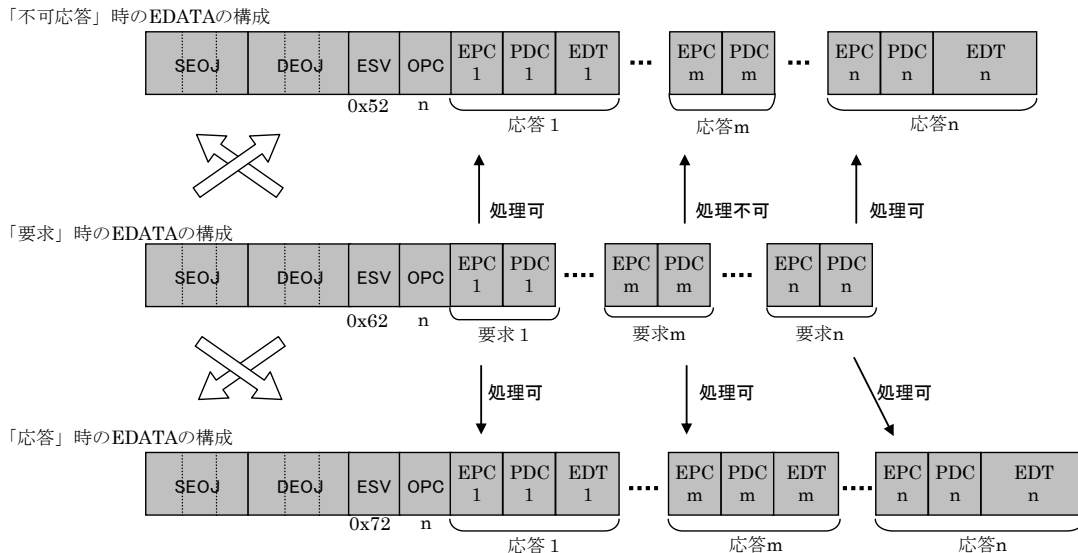 「不可応答」時のEDATAの構成
SEOJ DEOJ ESV OPC EPC 1 PDC 1 EDT 1 … EPC m PDC m … EPC n PDC n EDT n
0x52 n 応答1 応答m 応答n
処理可 処理不可 処理可
「要求」時のEDATAの構成
SEOJ DEOJ ESV OPC EPC 1 PDC 1 …. EPC m PDC m …. EPC n PDC n
0x62 n 要求1 要求m 要求n
処理可 処理可 処理可
「応答」時のEDATAの構成
SEOJ DEOJ ESV OPC EPC 1 PDC 1 EDT 1 …. EPC m PDC m EDT m …. EPC n PDC n EDT n
0x72 n 応答1 応答m 応答n